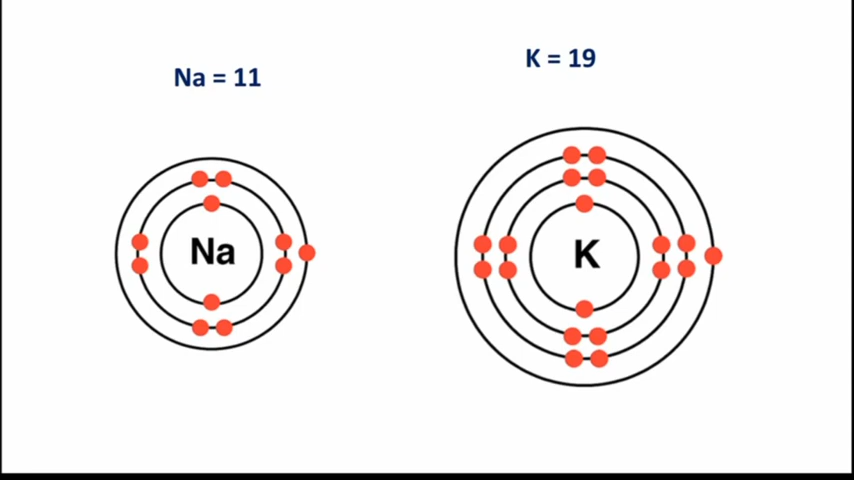 Na = 11
K = 19
Na
K